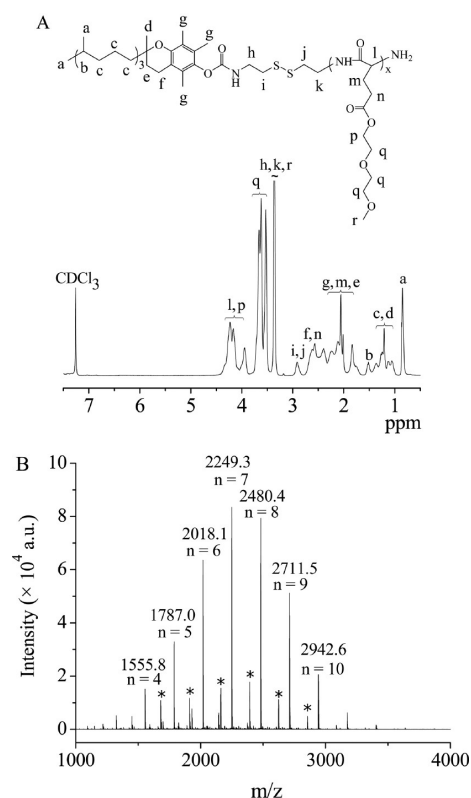 A
a
d
g
g
c
c
O
g
h
j
O
l
NH₂
a
b
c
c
3
e
f
g
O
O
NH
i
S
S
k
NH
m
x
n
O
O
p
q
O
q
q
O
r
h, k, r
~
q
CDCl₃
g, m, e
a
l, p
c, d
f, n
i, j
b
7
6
5
4
3
2
1
ppm
B
10
2249.3
n = 7
2480.4
n = 8
8
2018.1
n = 6
2711.5
n = 9
6
1787.0
n = 5
4
1555.8
n = 4
2942.6
n = 10
2
* * * * * *
0
1000
2000
3000
4000
Intensity (× 10⁴ a.u.)
m/z